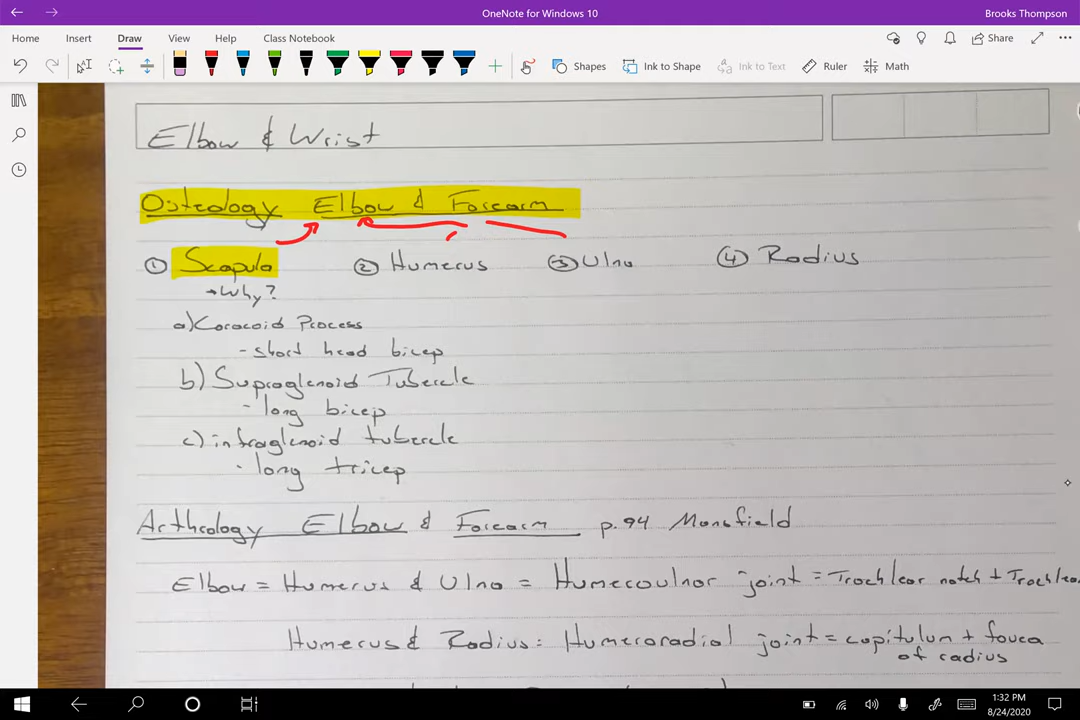 OneNote for Windows 10
Brooks Thompson
Home Insert Draw View Help Class Notebook Share
Shapes Ink to Shape Ink to Text Ruler Math
Elbow & Wrist
Osteology Elbow & Forearm
① Scapula ② Humerus ③ Ulna ④ Radius
→ Why?
a) Coracoid Process
- short head bicep
b) Supraglenoid Tubercle
- long bicep
c) infraglenoid tubercle
- long tricep
Arthrology Elbow & Forearm p. 94 Mansfield
Elbow = Humerus & Ulna = Humeroulnar joint = Trochlear notch + Trochlea
Humerus & Radius: Humeroradial joint = capitulum + fovea
of radius
1:32 PM
8/24/2020